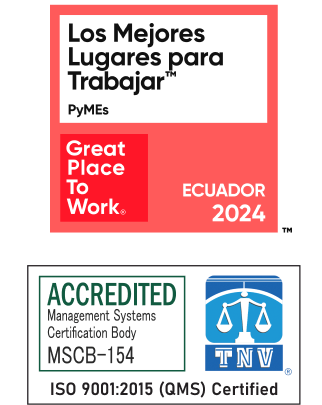 Los Mejores
Lugares para
Trabajar™
PyMEs
Great
Place
To
Work®
ECUADOR
2024
™
ACCREDITED
Management Systems
Certification Body
MSCB-154
TNV
®
ISO 9001:2015 (QMS) Certified